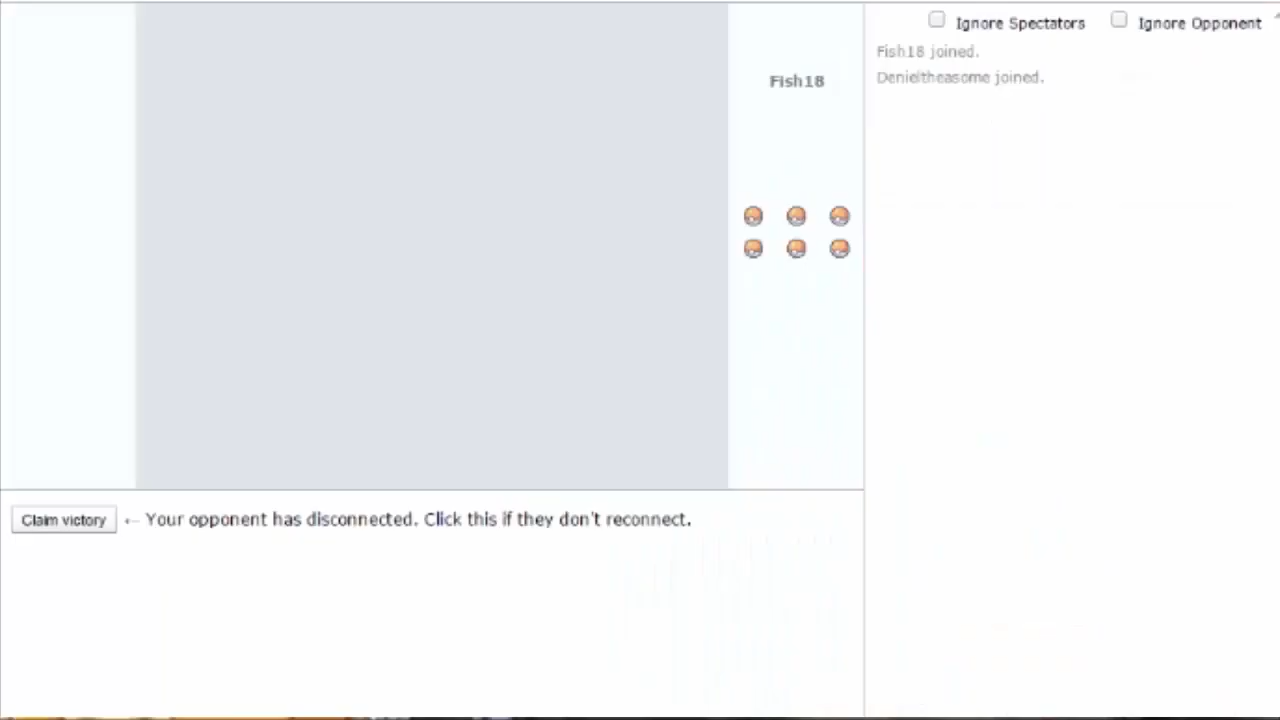 Fish18
Claim victory ← Your opponent has disconnected. Click this if they don't reconnect.
Ignore Spectators Ignore Opponent
Fish18 joined.
Denieltheasome joined.